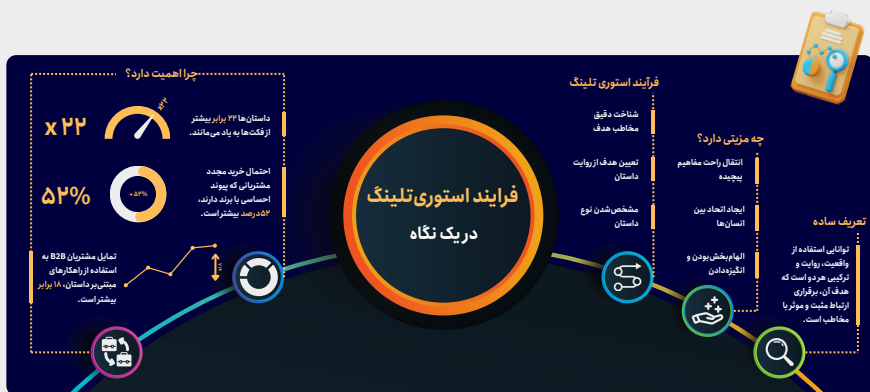 فرایند استوری‌تلینگ
در یک نگاه
تعریف ساده
توانایی استفاده از
واقعیت، روایت و
ترکیبی هر دو است که
هدف آن، برقراری
ارتباط مثبت و موثر با
مخاطب است.
چه مزیتی دارد؟
انتقال راحت مفاهیم
پیچیده
ایجاد اتحاد بین
انسان‌ها
الهام‌بخش‌بودن و
انگیزه‌دادن
فرآیند استوری تلینگ
شناخت دقیق
مخاطب هدف
تعیین هدف از روایت
داستان
مشخص‌شدن نوع
داستان
چرا اهمیت دارد؟
داستان‌ها ۲۲ برابر بیشتر
از فکت‌ها به یاد می‌مانند.
x۲۲
x ۲۲
احتمال خرید مجدد
مشتریانی که پیوند
احساسی با برند دارند،
۵۲درصد بیشتر است.
+۵۲%
۵۲%
تمایل مشتریان B2B به
استفاده از راهکارهای
مبتنی‌بر داستان، ۱۸ برابر
بیشتر است.